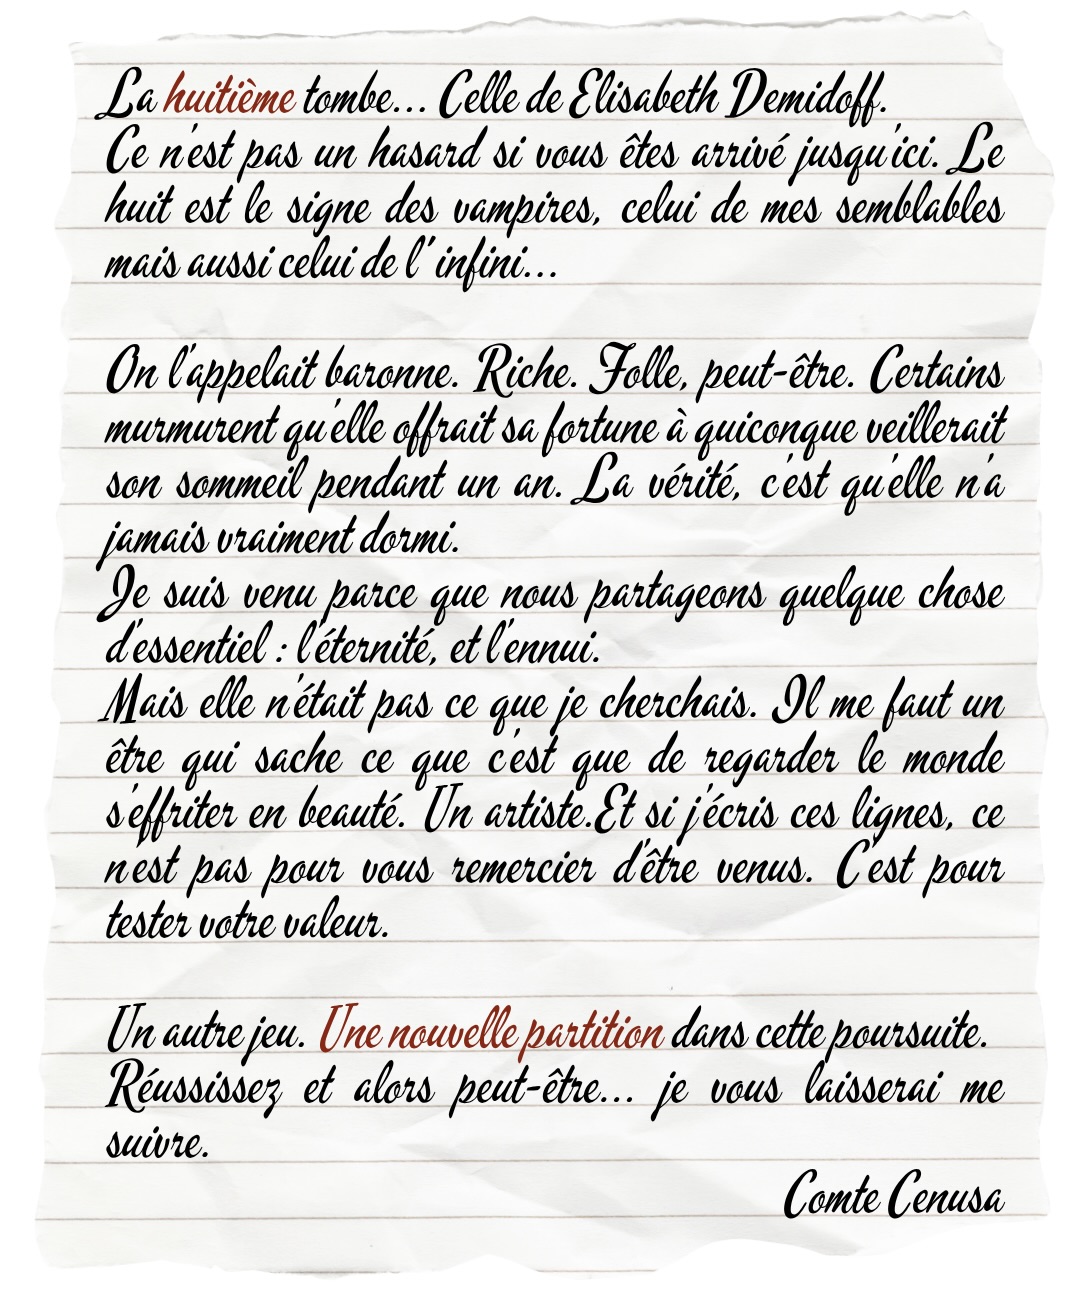 La huitième tombe... Celle de Elisabeth Demidoff.
Ce n'est pas un hasard si vous êtes arrivé jusqu'ici. Le
huit est le signe des vampires, celui de mes semblables
mais aussi celui de l' infini...
On l'appelait baronne. Riche. Folle, peut-être. Certains
murmurent qu'elle offrait sa fortune à quiconque veillerait
son sommeil pendant un an. La vérité, c'est qu'elle n'a
jamais vraiment dormi.
Je suis venu parce que nous partageons quelque chose
d'essentiel : l'éternité, et l'ennui.
Mais elle n'était pas ce que je cherchais. Il me faut un
être qui sache ce que c'est que de regarder le monde
s'effriter en beauté. Un artiste.Et si j'écris ces lignes, ce
n'est pas pour vous remercier d'être venus. C'est pour
tester votre valeur.
Un autre jeu. Une nouvelle partition dans cette poursuite.
Réussissez et alors peut-être... je vous laisserai me
suivre.
Comte Cenusa